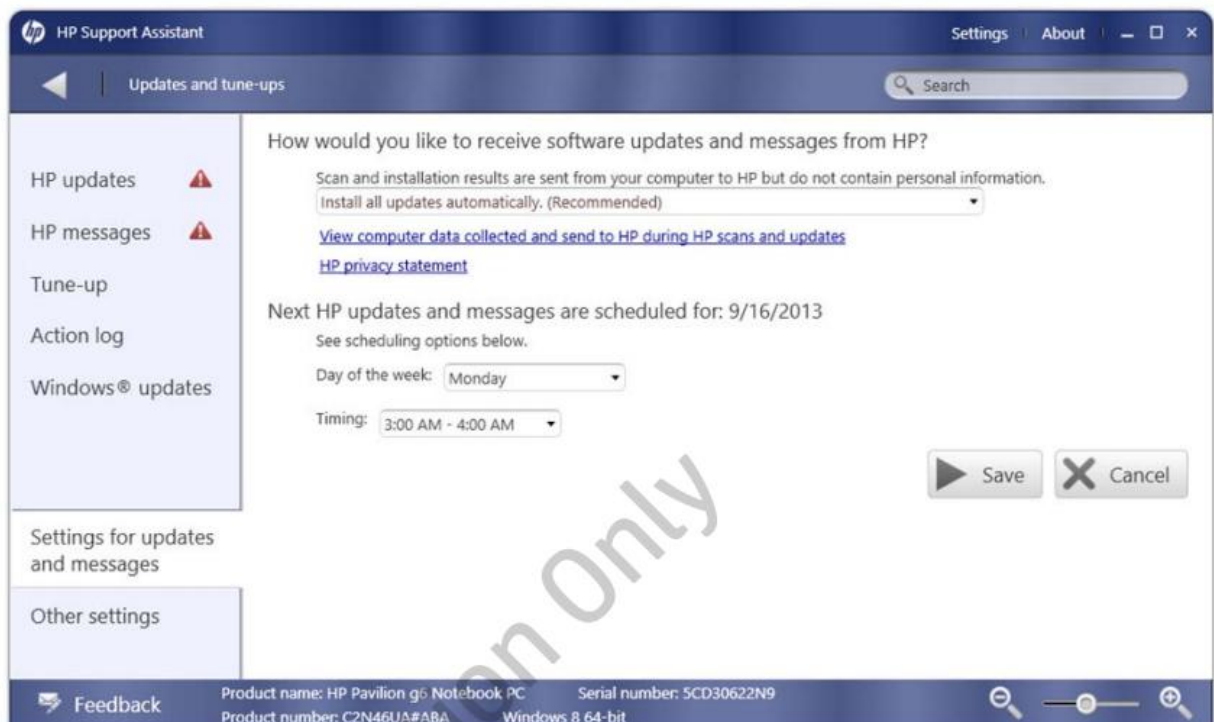 hp HP Support Assistant Settings About
Updates and tune-ups Search
HP updates
HP messages
Tune-up
Action log
Windows® updates
Settings for updates
and messages
Other settings
How would you like to receive software updates and messages from HP?
Scan and installation results are sent from your computer to HP but do not contain personal information.
Install all updates automatically. (Recommended)
View computer data collected and send to HP during HP scans and updates
HP privacy statement
Next HP updates and messages are scheduled for: 9/16/2013
See scheduling options below.
Day of the week: Monday
Timing: 3:00 AM - 4:00 AM
Save Cancel
Feedback
Product name: HP Pavilion g6 Notebook PC Serial number: 5CD30622N9
Product number: C2N46UA#ABA Windows 8 64-bit
on Only